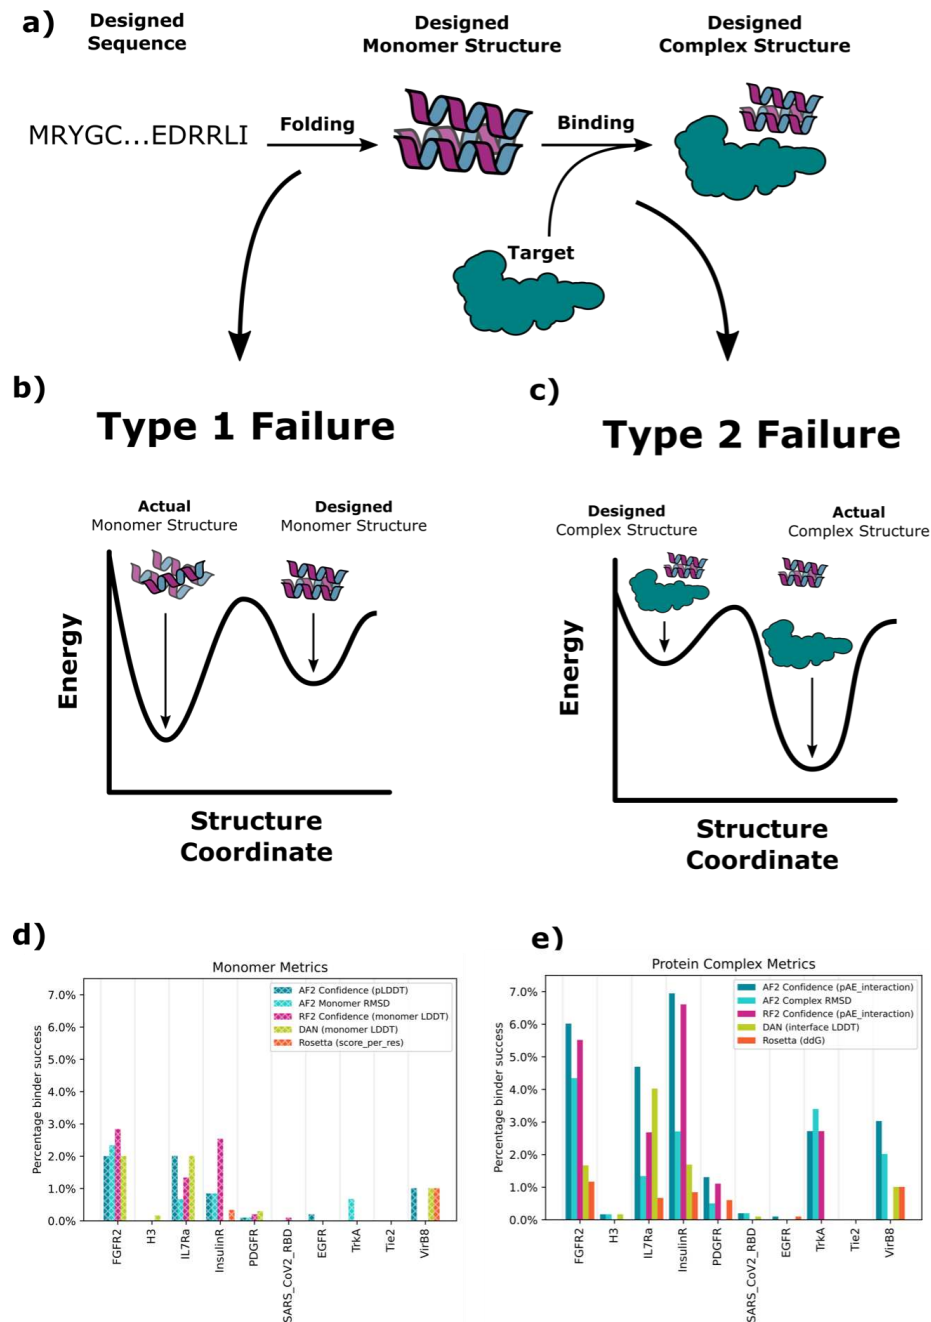 a)
Designed
Sequence
Designed
Monomer Structure
Designed
Complex Structure
MRYGC...EDRRLI
Folding
Binding
Target
b)
Type 1 Failure
Actual
Monomer Structure
Designed
Monomer Structure
Energy
Structure
Coordinate
c)
Type 2 Failure
Designed
Complex Structure
Actual
Complex Structure
Energy
Structure
Coordinate
d)
Monomer Metrics
AF2 Confidence (pLDDT)
AF2 Monomer RMSD
RF2 Confidence (monomer LDDT)
DAN (monomer LDDT)
Rosetta (score_per_res)
Percentage binder success
7.0%
6.0%
5.0%
4.0%
3.0%
2.0%
1.0%
0.0%
FGFR2
H3
IL7Ra
InsulinR
PDGFR
SARS_CoV2_RBD
EGFR
TrkA
Tie2
VirB8
e)
Protein Complex Metrics
AF2 Confidence (pAE_interaction)
AF2 Complex RMSD
RF2 Confidence (pAE_interaction)
DAN (interface LDDT)
Rosetta (ddG)
Percentage binder success
7.0%
6.0%
5.0%
4.0%
3.0%
2.0%
1.0%
0.0%
FGFR2
H3
IL7Ra
InsulinR
PDGFR
SARS_CoV2_RBD
EGFR
TrkA
Tie2
VirB8